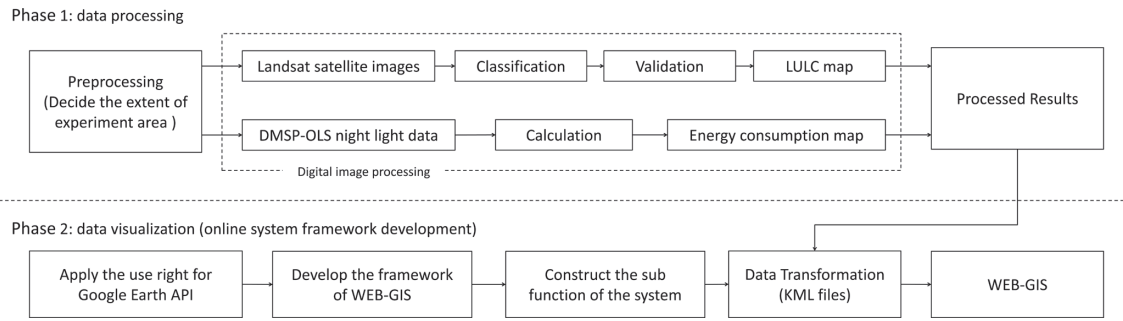 Phase 1: data processing
Preprocessing
(Decide the extent of
experiment area )
Landsat satellite images
Classification
Validation
LULC map
DMSP-OLS night light data
Calculation
Energy consumption map
Digital image processing
Processed Results
Phase 2: data visualization (online system framework development)
Apply the use right for
Google Earth API
Develop the framework
of WEB-GIS
Construct the sub
function of the system
Data Transformation
(KML files)
WEB-GIS